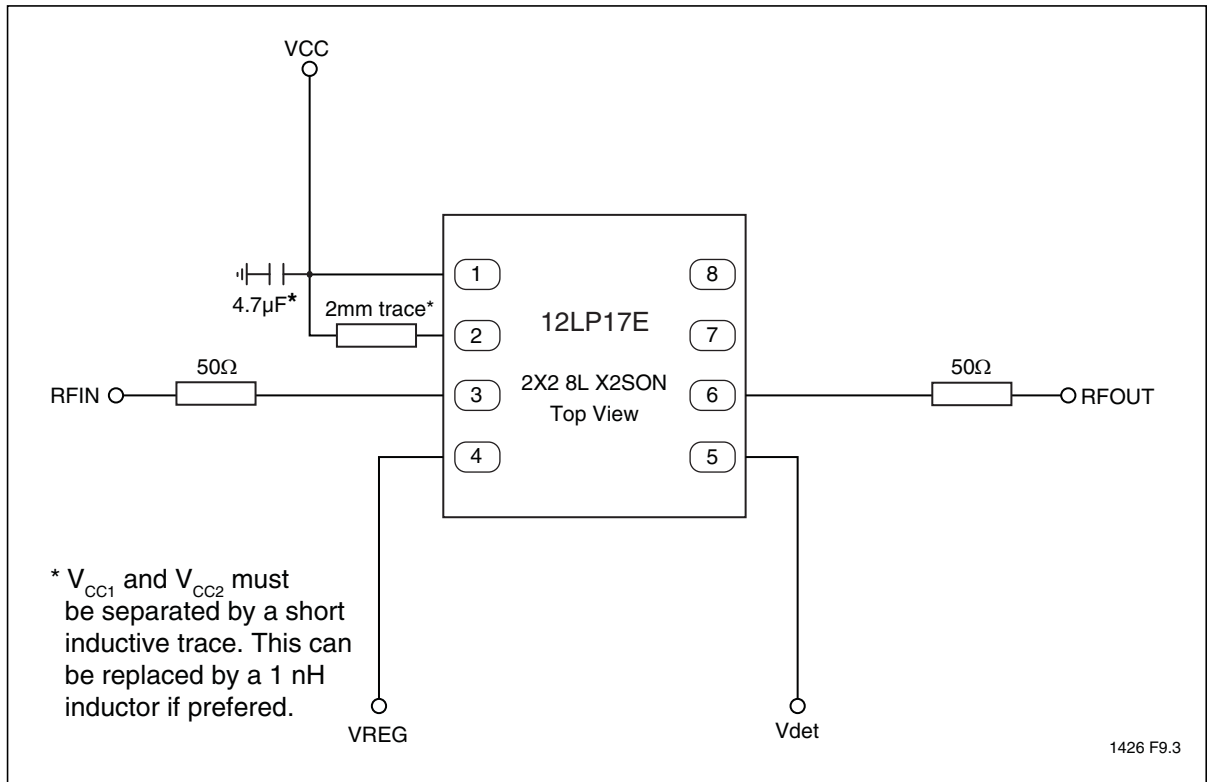 VCC
4.7μF*
2mm trace*
1
2
3
4
8
7
6
5
12LP17E
2X2 8L X2SON
Top View
RFIN
50Ω
50Ω
RFOUT
* VCC1 and VCC2 must
be separated by a short
inductive trace. This can
be replaced by a 1 nH
inductor if prefered.
VREG
Vdet
1426 F9.3